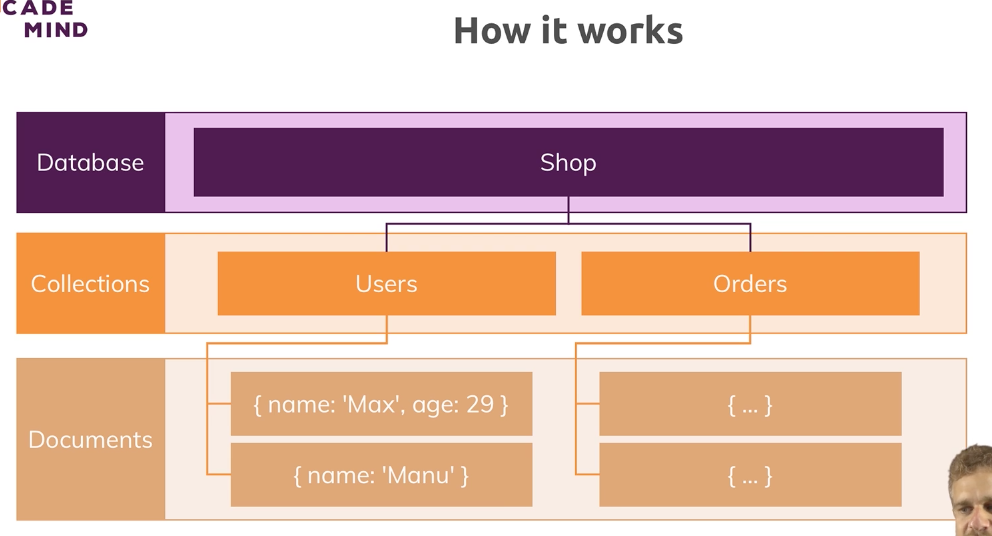 CADE
MIND
How it works
Database
Shop
Collections
Users
Orders
Documents
{ name: 'Max', age: 29 }
{ ... }
{ name: 'Manu' }
{ ... }